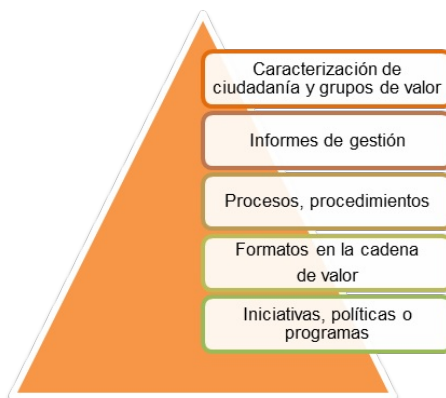 Caracterización de
ciudadanía y grupos de valor
Informes de gestión
Procesos, procedimientos
Formatos en la cadena
de valor
Iniciativas, políticas o
programas